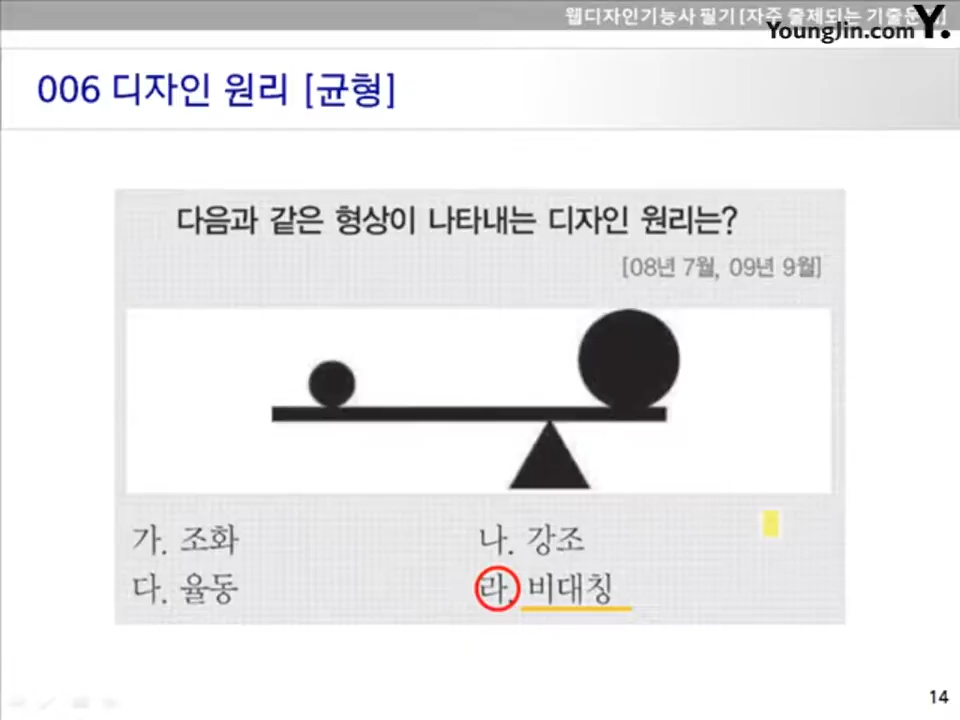 웹디자인기능사 필기 [자주 출제되는 기출문제]
YoungJin.com Y.
006 디자인 원리 [균형]
다음과 같은 형상이 나타내는 디자인 원리는?
[08년 7월, 09년 9월]
가. 조화
나. 강조
다. 율동
라. 비대칭
14